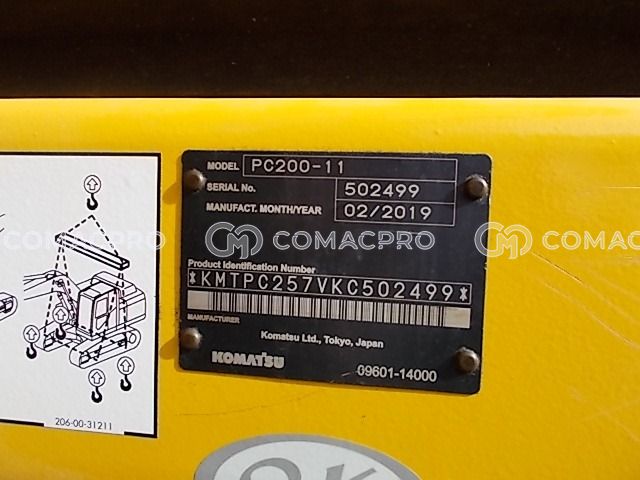 MODEL PC200-11
SERIAL No. 502499
MANUFACT. MONTH/YEAR 02/2019
COMACPRO COMACPRO COMACPRO
Product Identification Number
*KMTPC257VKC502499*
MANUFACTURER
Komatsu Ltd., Tokyo, Japan
KOMATSU 09601-14000
206-00-31211
OK